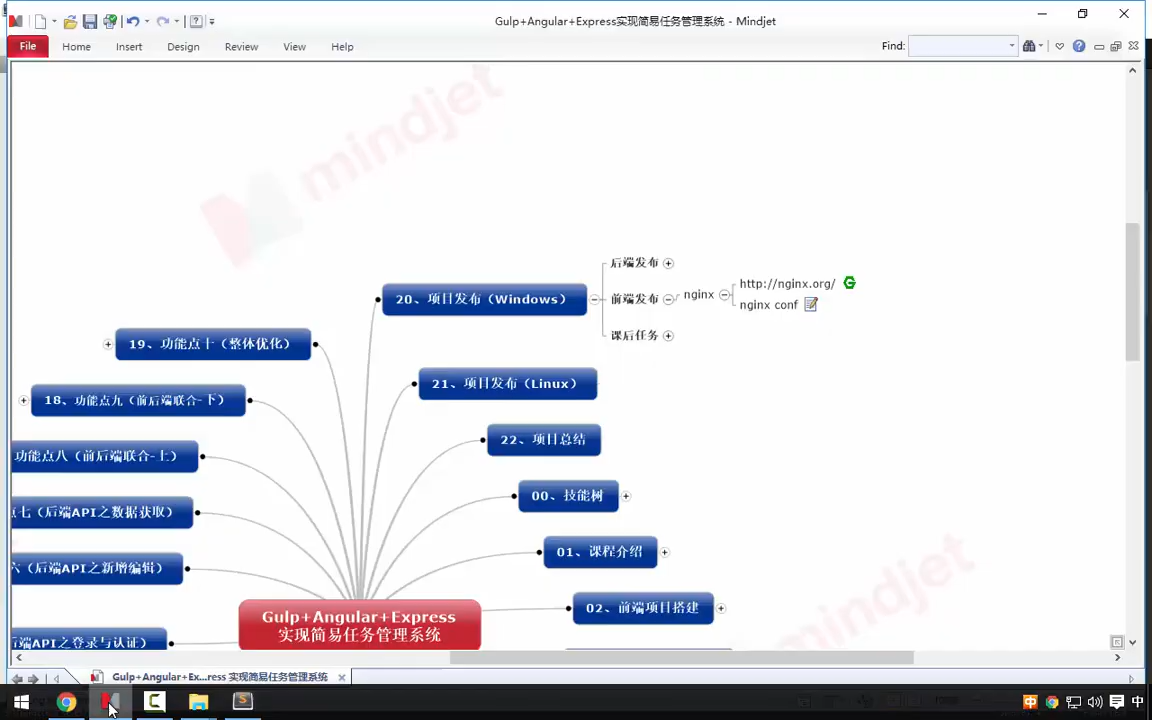 Gulp+Angular+Express实现简易任务管理系统 - Mindjet
File Home Insert Design Review View Help Find:
mindjet
后端发布
20、项目发布（Windows） 前端发布 nginx http://nginx.org/
nginx conf
课后任务
19、功能点十（整体优化）
21、项目发布（Linux）
18、功能点九（前后端联合-下）
22、项目总结
功能点八（前后端联合-上）
00、技能树
点七（后端API之数据获取）
01、课程介绍
六（后端API之新增编辑）
mindjet
02、前端项目搭建
Gulp+Angular+Express
实现简易任务管理系统
端API之登录与认证）
Gulp+Angular+Ex...ress 实现简易任务管理系统
中 中